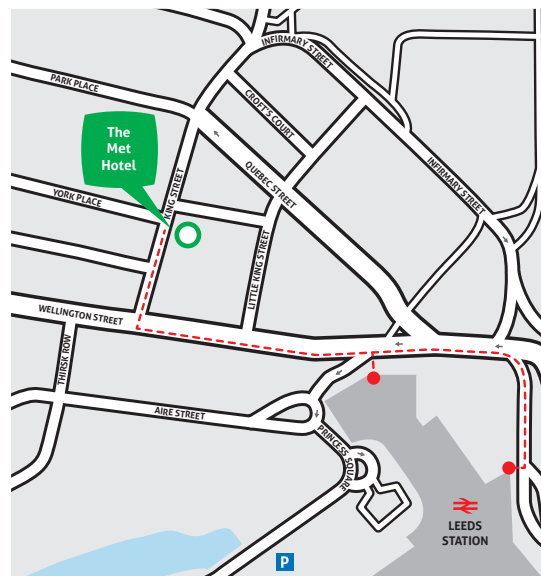 INFIRMARY STREET
PARK PLACE
CROFT'S COURT
The
Met
Hotel
QUEBEC STREET
INFIRMARY STREET
KING STREET
YORK PLACE
LITTLE KING STREET
WELLINGTON STREET
THIRSK ROW
AIRE STREET
PRINCESS SQUARE
LEEDS
STATION
P